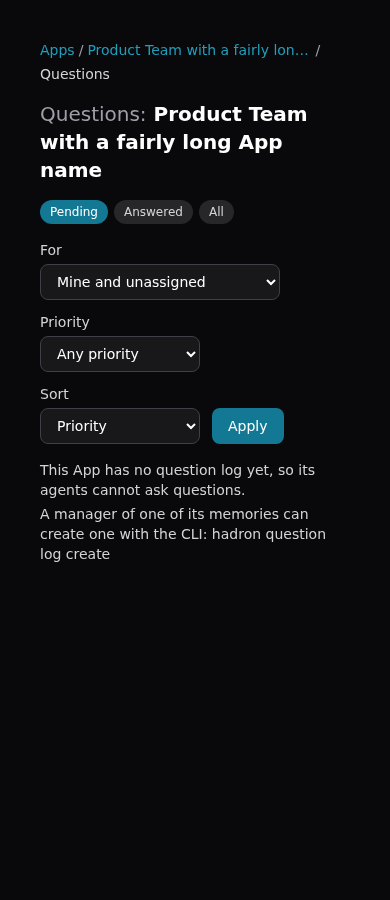 Apps / Product Team with a fairly lon... /
Questions
Questions: Product Team
with a fairly long App
name
Pending Answered All
For
Mine and unassigned
Priority
Any priority
Sort
Priority Apply
This App has no question log yet, so its
agents cannot ask questions.
A manager of one of its memories can
create one with the CLI: hadron question
log create